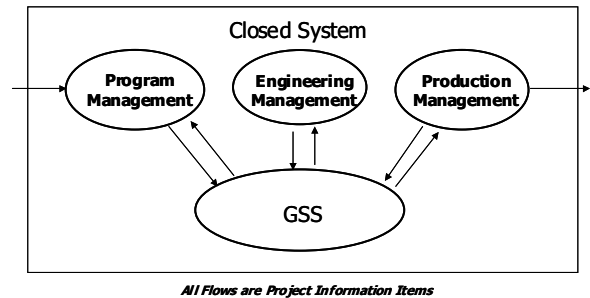 Closed System
Program
Management
Engineering
Management
Production
Management
GSS
All Flows are Project Information Items